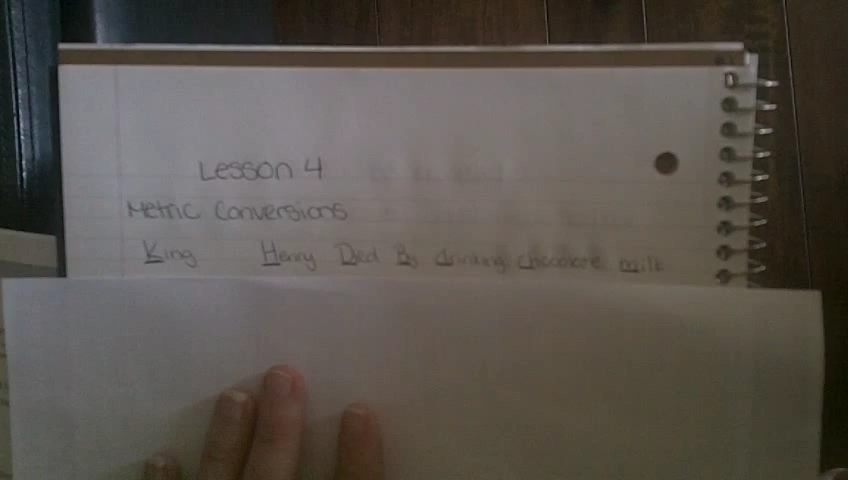 Lesson 4
Metric Conversions
King Henry Died By drinking chocolate milk